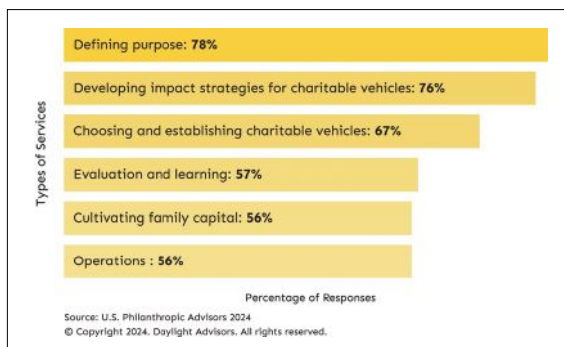 Types of Services
Defining purpose: 78%
Developing impact strategies for charitable vehicles: 76%
Choosing and establishing charitable vehicles: 67%
Evaluation and learning: 57%
Cultivating family capital: 56%
Operations : 56%
Percentage of Responses
Source: U.S. Philanthropic Advisors 2024
© Copyright 2024. Daylight Advisors. All rights reserved.